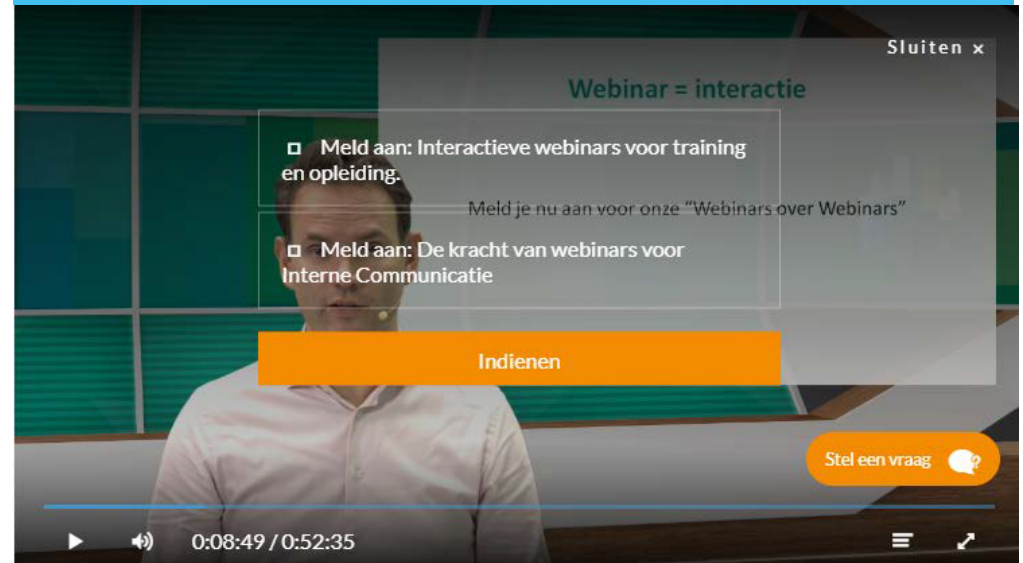 Sluiten ×
Webinar = interactie
Meld aan: Interactieve webinars voor training
en opleiding.
Meld je nu aan voor onze “Webinars over Webinars”
Meld aan: De kracht van webinars voor
Interne Communicatie
Indienen
Stel een vraag
?
0:08:49 / 0:52:35